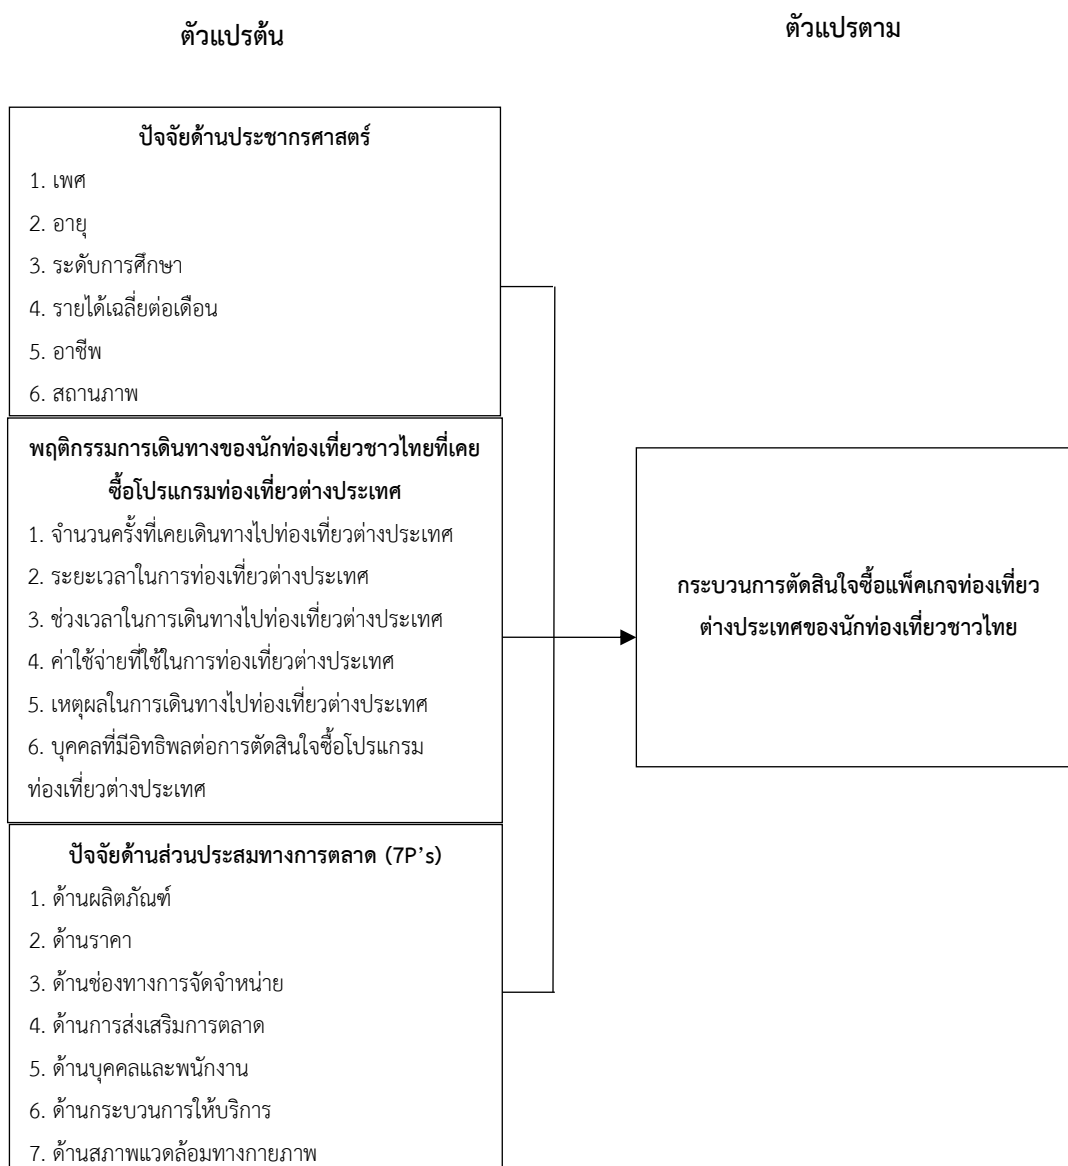 ตัวแปรต้น
ตัวแปรตาม
ปัจจัยด้านประชากรศาสตร์
1. เพศ
2. อายุ
3. ระดับการศึกษา
4. รายได้เฉลี่ยต่อเดือน
5. อาชีพ
6. สถานภาพ
พฤติกรรมการเดินทางของนักท่องเที่ยวชาวไทยที่เคย
ซื้อโปรแกรมท่องเที่ยวต่างประเทศ
1. จำนวนครั้งที่เคยเดินทางไปท่องเที่ยวต่างประเทศ
2. ระยะเวลาในการท่องเที่ยวต่างประเทศ
3. ช่วงเวลาในการเดินทางไปท่องเที่ยวต่างประเทศ
4. ค่าใช้จ่ายที่ใช้ในการท่องเที่ยวต่างประเทศ
5. เหตุผลในการเดินทางไปท่องเที่ยวต่างประเทศ
6. บุคคลที่มีอิทธิพลต่อการตัดสินใจซื้อโปรแกรม
ท่องเที่ยวต่างประเทศ
ปัจจัยด้านส่วนประสมทางการตลาด (7P’s)
1. ด้านผลิตภัณฑ์
2. ด้านราคา
3. ด้านช่องทางการจัดจำหน่าย
4. ด้านการส่งเสริมการตลาด
5. ด้านบุคคลและพนักงาน
6. ด้านกระบวนการให้บริการ
7. ด้านสภาพแวดล้อมทางกายภาพ
กระบวนการตัดสินใจซื้อแพ็คเกจท่องเที่ยว
ต่างประเทศของนักท่องเที่ยวชาวไทย